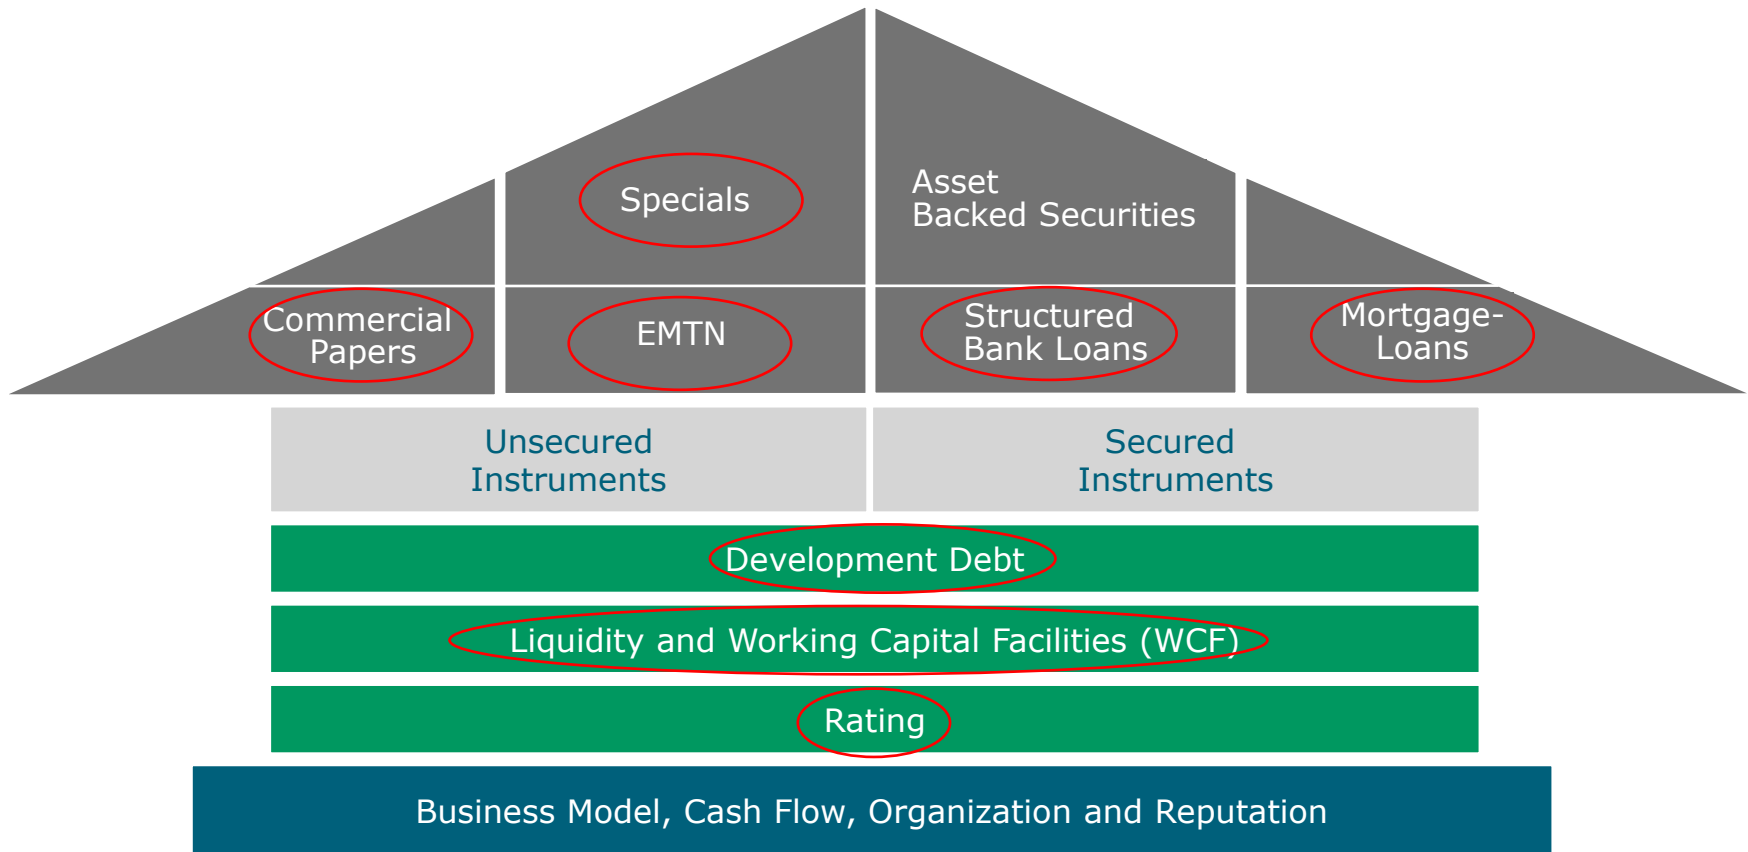 Specials
Asset
Backed Securities
Commercial
Papers
EMTN
Structured
Bank Loans
Mortgage-
Loans
Unsecured
Instruments
Secured
Instruments
Development Debt
Liquidity and Working Capital Facilities (WCF)
Rating
Business Model, Cash Flow, Organization and Reputation